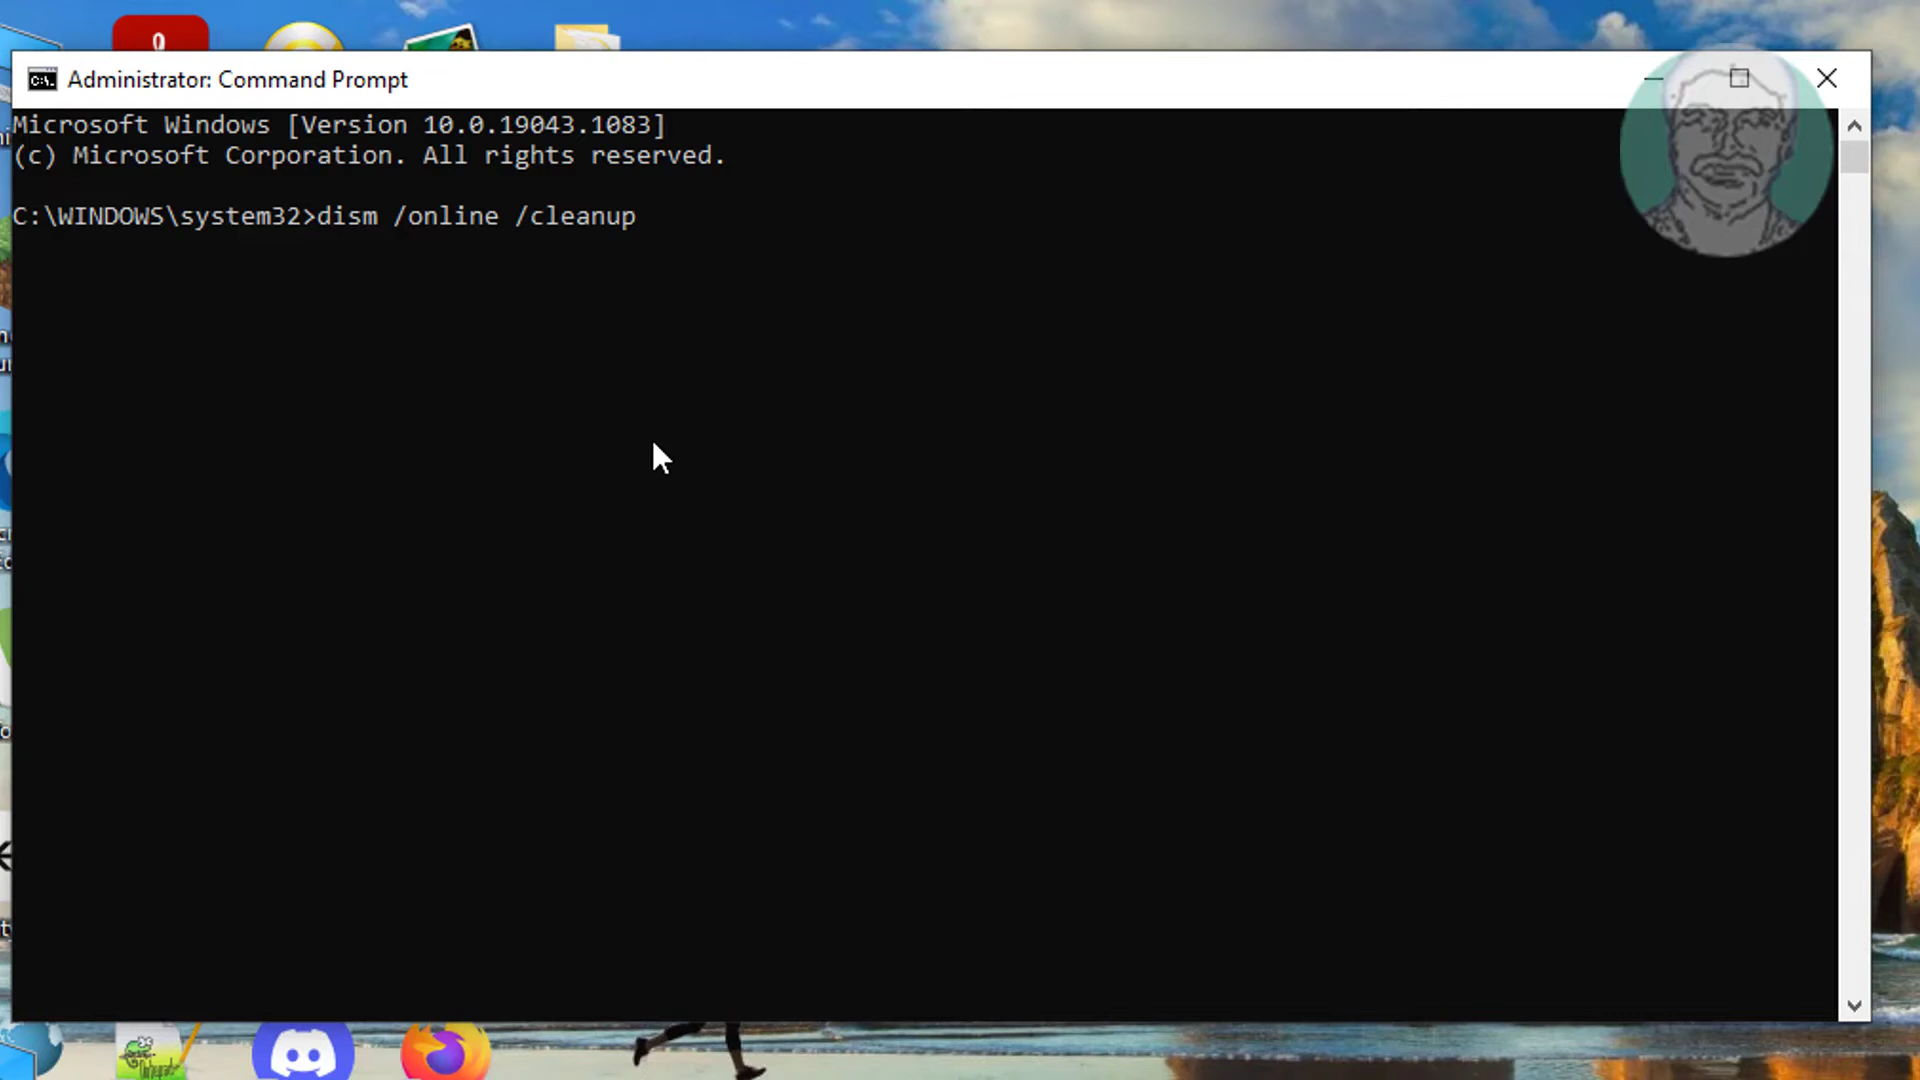 0
Administrator: Command Prompt
Microsoft Windows [Version 10.0.19043.1083]
(c) Microsoft Corporation. All rights reserved.
C:\WINDOWS\system32>dism /online /cleanup